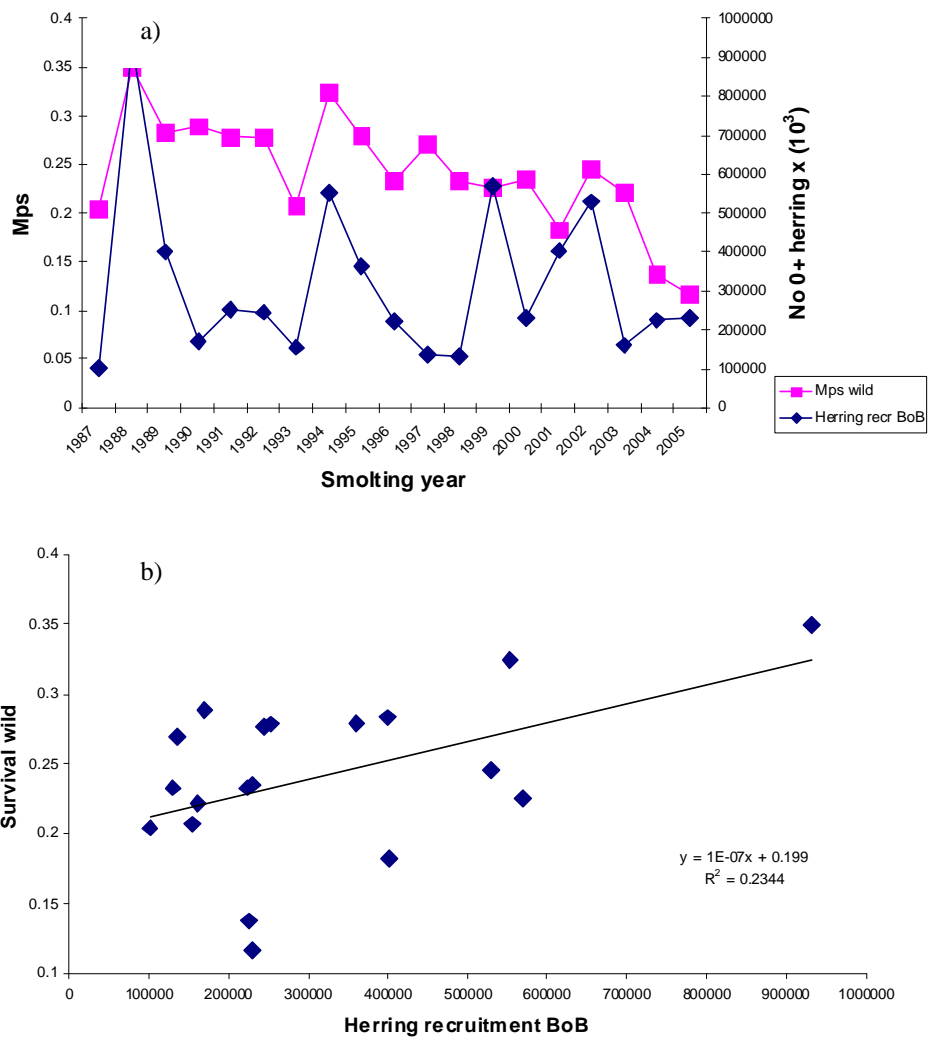 a)
0.4
0.35
0.3
0.25
0.2
0.15
0.1
0.05
0
Mps
1000000
900000
800000
700000
600000
500000
400000
300000
200000
100000
0
No 0+ herring x (10³)
1987 1988 1989 1990 1991 1992 1993 1994 1995 1996 1997 1998 1999 2000 2001 2002 2003 2004 2005
Smolting year
Mps wild
Herring recr BoB
b)
0.4
0.35
0.3
0.25
0.2
0.15
0.1
Survival wild
y = 1E-07x + 0.199
R² = 0.2344
0 100000 200000 300000 400000 500000 600000 700000 800000 900000 1000000
Herring recruitment BoB